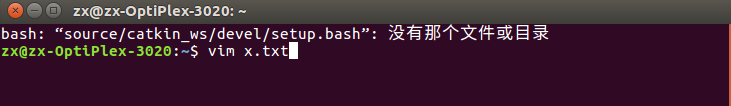 zx@zx-OptiPlex-3020: ~
bash: “source/catkin_ws/devel/setup.bash”: 没有那个文件或目录
zx@zx-OptiPlex-3020:~$ vim x.txt